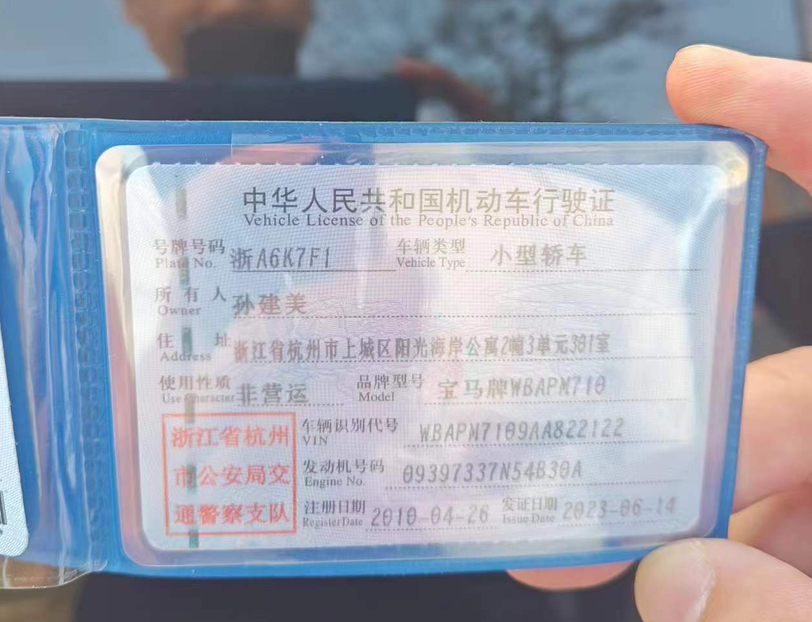 中华人民共和国机动车行驶证
Vehicle License of the People's Republic of China
号牌号码 Plate No. 浙A6K7F1 车辆类型 Vehicle Type 小型轿车
所有人 Owner 孙建美
住址 Address 浙江省杭州市上城区阳光海岸公寓2幢3单元301室
使用性质 Use Character 非营运 品牌型号 Model 宝马牌WBAPM710
车辆识别代号 VIN WBAPM7109AA822122
发动机号码 Engine No. 09397337N54B30A
注册日期 Register Date 2010-04-26 发证日期 Issue Date 2023-06-14
浙江省杭州
市公安局交
通警察支队